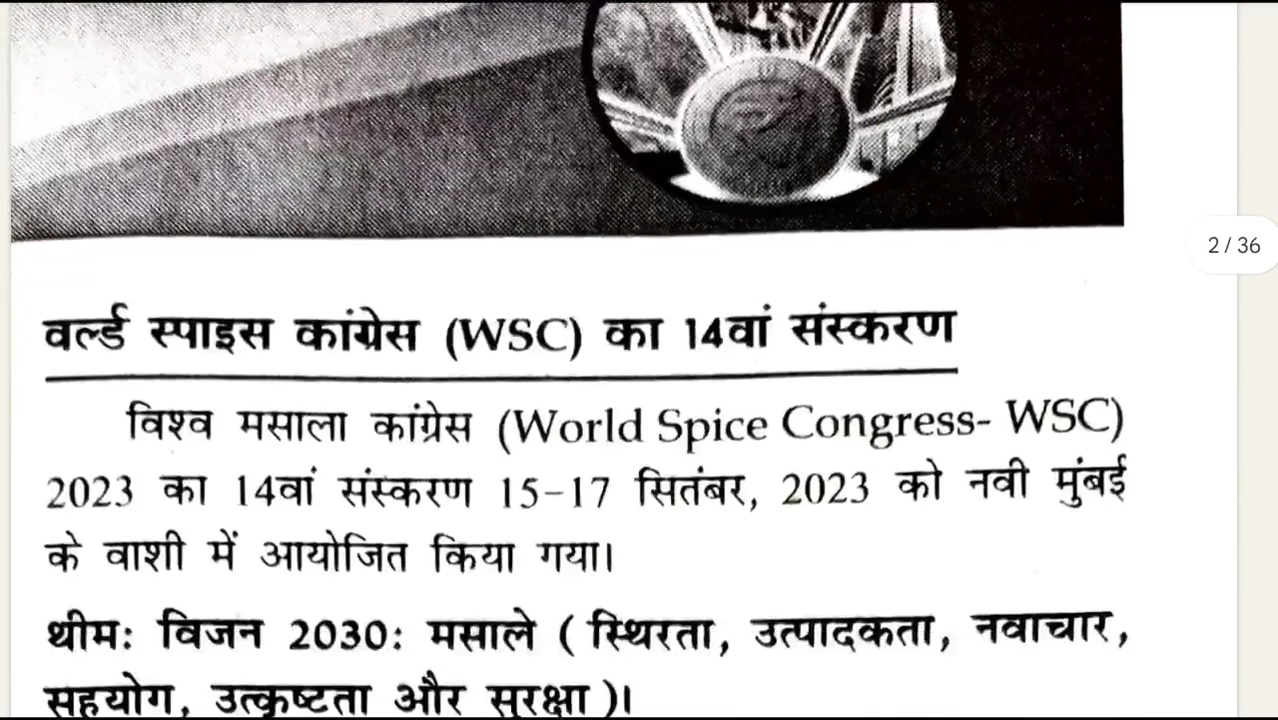 2 / 36
वर्ल्ड स्पाइस कांग्रेस (WSC) का 14वां संस्करण
विश्व मसाला कांग्रेस (World Spice Congress- WSC)
2023 का 14वां संस्करण 15-17 सितंबर, 2023 को नवी मुंबई
के वाशी में आयोजित किया गया।
थीम: विजन 2030: मसाले ( स्थिरता, उत्पादकता, नवाचार,
सहयोग, उत्कृष्टता और सुरक्षा )।